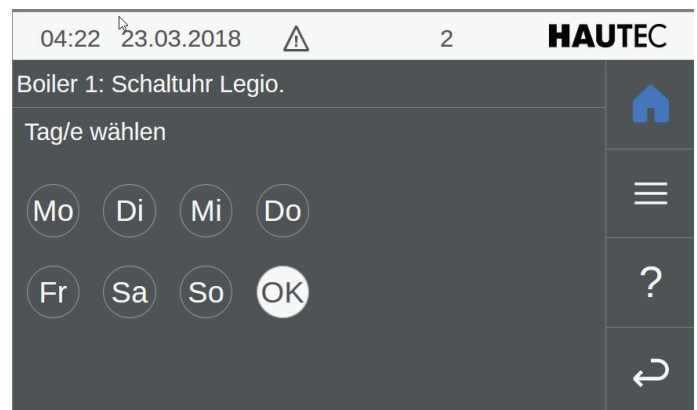 04:22 23.03.2018 2 HAUTEC
Boiler 1: Schaltuhr Legio.
Tag/e wählen
Mo Di Mi Do
Fr Sa So OK
?